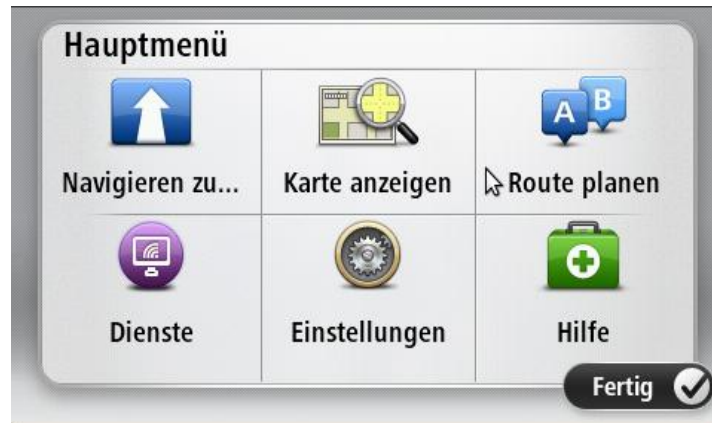 Hauptmenü
Navigieren zu...
Karte anzeigen
A B
Route planen
Dienste
Einstellungen
Hilfe
Fertig